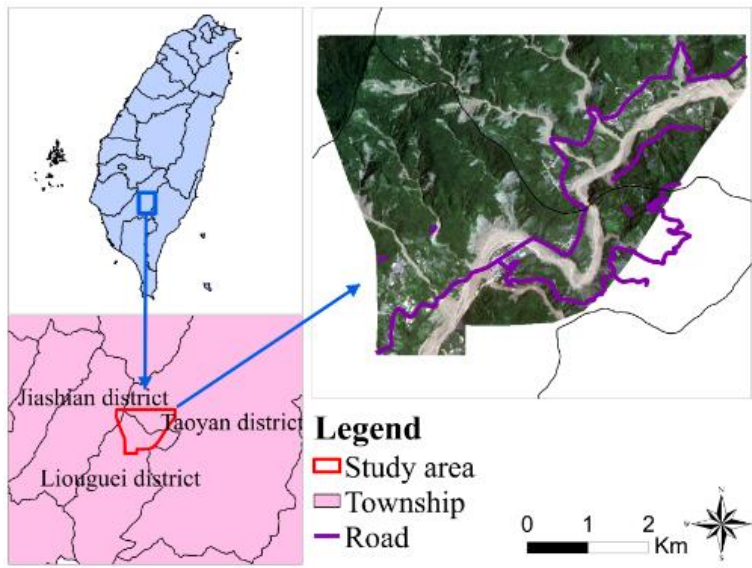 Jiashian district
Taoyan district
Liouguei district
Legend
Study area
Township
Road
0 1 2
Km
N
E
S
W